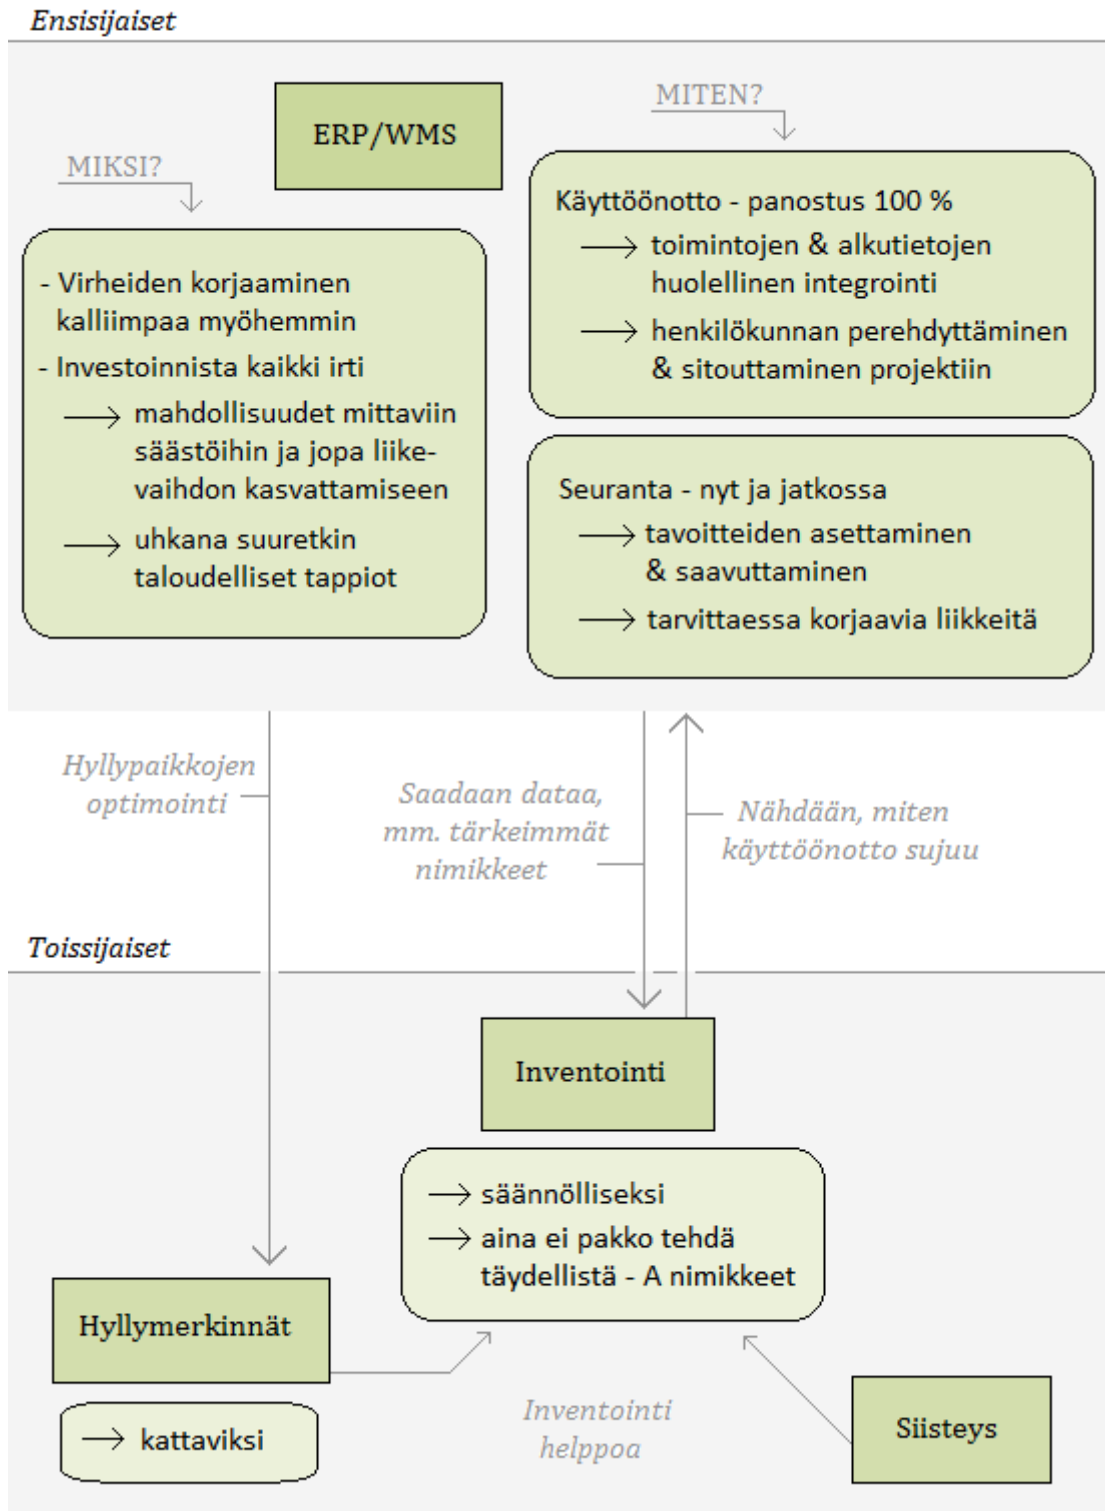 Ensisijaiset
ERP/WMS
MIKSI?
- Virheiden korjaaminen
kalliimpaa myöhemmin
- Investoinnista kaikki irti
→ mahdollisuudet mittaviin
säästöihin ja jopa liike-
vaihdon kasvattamiseen
→ uhkana suuretkin
taloudelliset tappiot
MITEN?
Käyttöönotto - panostus 100 %
→ toimintojen & alkutietojen
huolellinen integrointi
→ henkilökunnan perehdyttäminen
& sitouttaminen projektiin
Seuranta - nyt ja jatkossa
→ tavoitteiden asettaminen
& saavuttaminen
→ tarvittaessa korjaavia liikkeitä
Hyllypaikkojen
optimointi
Saadaan dataa,
mm. tärkeimmät
nimikkeet
Nähdään, miten
käyttöönotto sujuu
Toissijaiset
Inventointi
→ säännölliseksi
→ aina ei pakko tehdä
täydellistä - A nimikkeet
Hyllymerkinnät
→ kattaviksi
Inventointi
helppoa
Siisteys